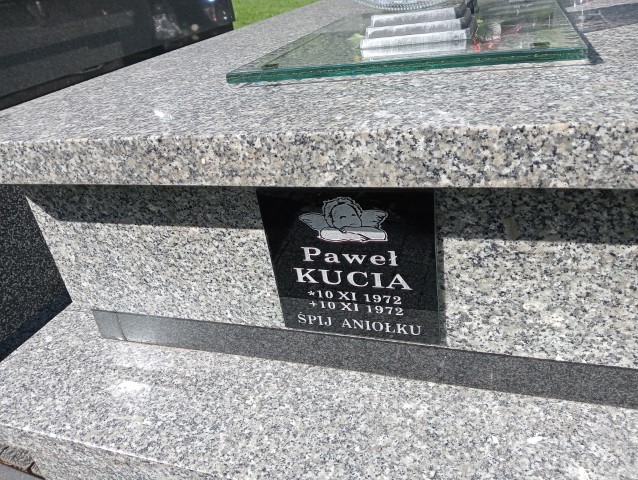 Paweł
KUCIA
*10 XI 1972
+10 XI 1972
ŚPIJ ANIOŁKU